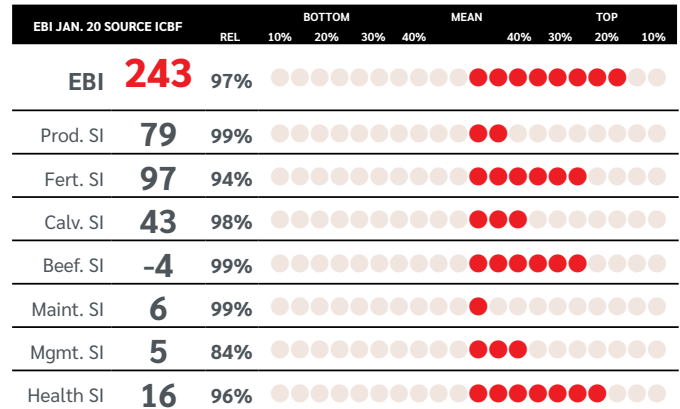 EBI JAN. 20 SOURCE ICBF REL BOTTOM MEAN TOP
10% 20% 30% 40% 40% 30% 20% 10%
EBI 243 97%
Prod. SI 79 99%
Fert. SI 97 94%
Calv. SI 43 98%
Beef. SI -4 99%
Maint. SI 6 99%
Mgmt. SI 5 84%
Health SI 16 96%